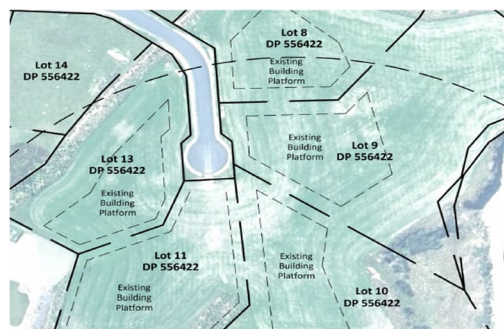 Lot 8
DP 556422
Existing
Building
Platform
Lot 14
DP 556422
Lot 9
DP 556422
Existing
Building
Platform
Lot 13
DP 556422
Existing
Building
Platform
Lot 11
DP 556422
Existing
Building
Platform
Existing
Building
Platform
Lot 10
DP 556422